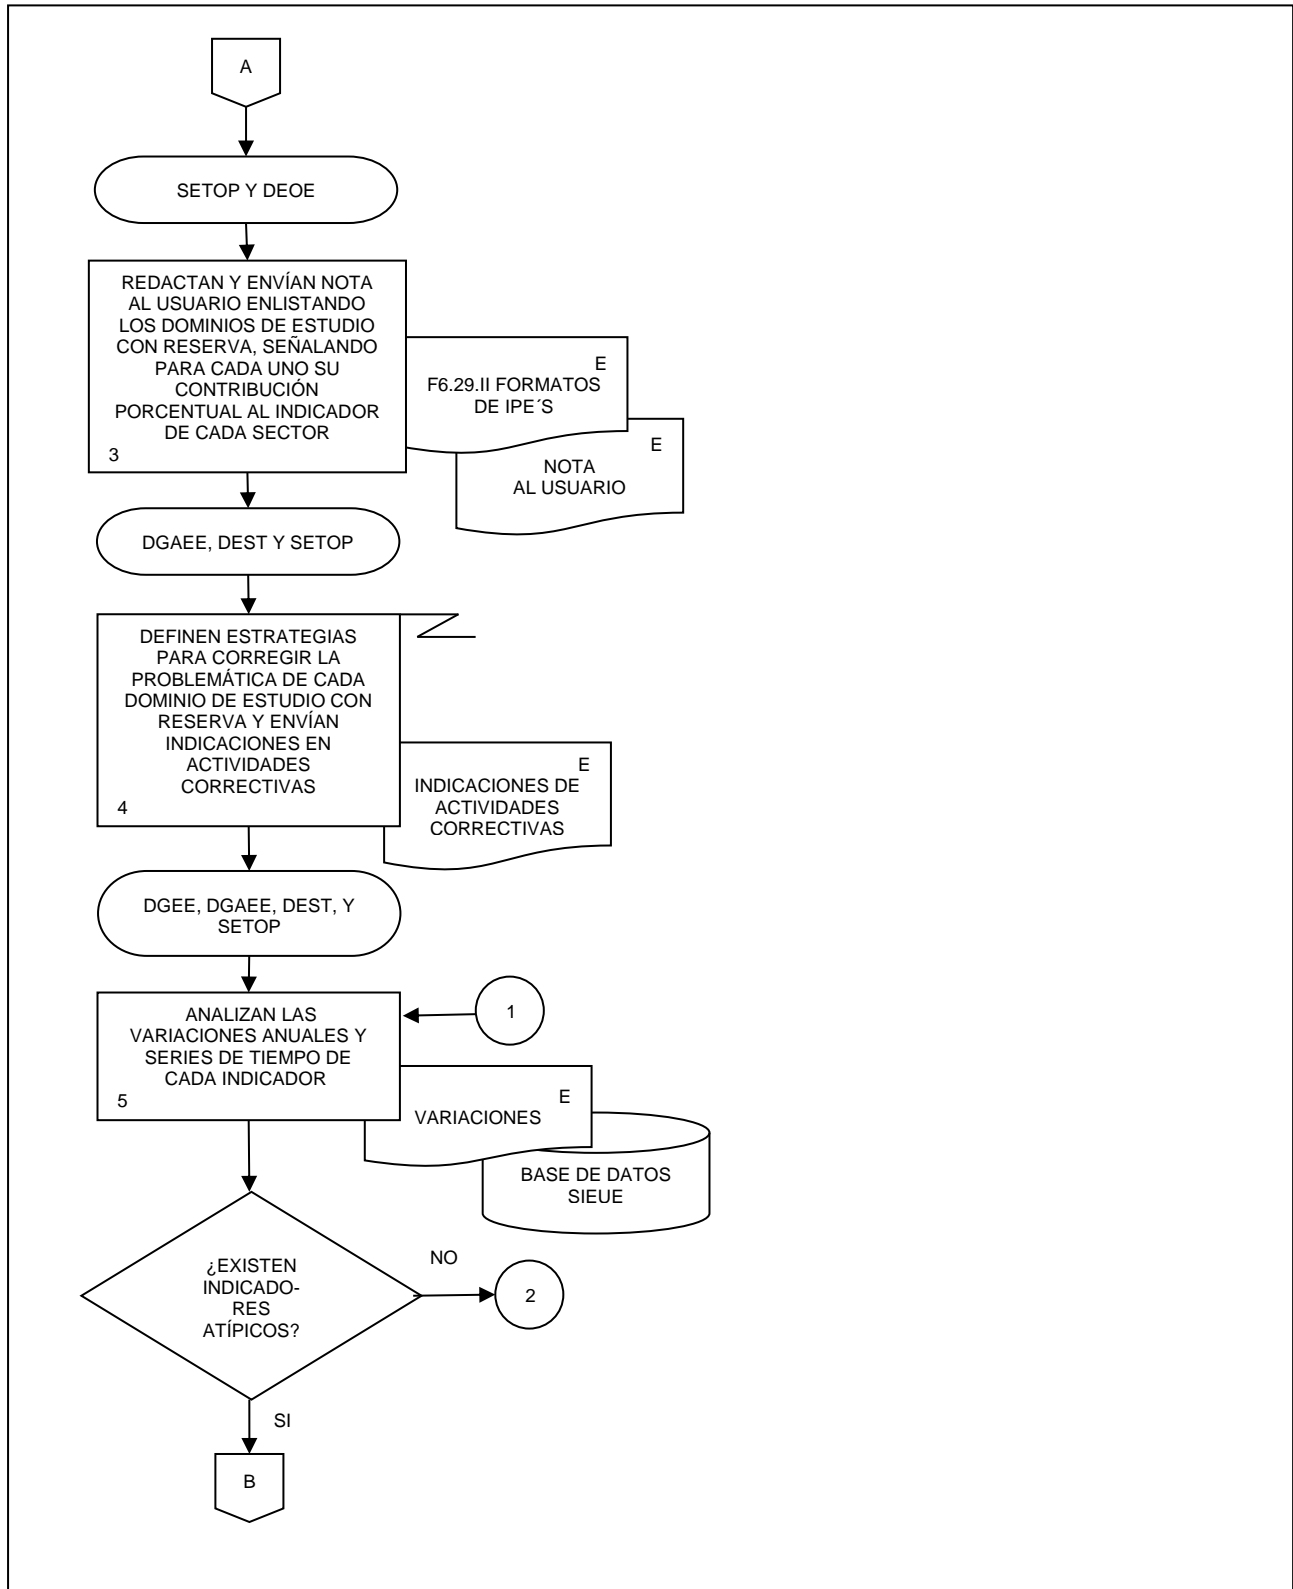 A
SETOP Y DEOE
REDACTAN Y ENVÍAN NOTA
AL USUARIO ENLISTANDO
LOS DOMINIOS DE ESTUDIO
CON RESERVA, SEÑALANDO
PARA CADA UNO SU
CONTRIBUCIÓN
PORCENTUAL AL INDICADOR
DE CADA SECTOR
3
E
F6.29.II FORMATOS
DE IPE´S
E
NOTA
AL USUARIO
DGAEE, DEST Y SETOP
DEFINEN ESTRATEGIAS
PARA CORREGIR LA
PROBLEMÁTICA DE CADA
DOMINIO DE ESTUDIO CON
RESERVA Y ENVÍAN
INDICACIONES EN
ACTIVIDADES
CORRECTIVAS
4
E
INDICACIONES DE
ACTIVIDADES
CORRECTIVAS
DGEE, DGAEE, DEST, Y
SETOP
ANALIZAN LAS
VARIACIONES ANUALES Y
SERIES DE TIEMPO DE
CADA INDICADOR
5
1
E
VARIACIONES
BASE DE DATOS
SIEUE
¿EXISTEN
INDICADO-
RES
ATÍPICOS?
NO
2
SI
B